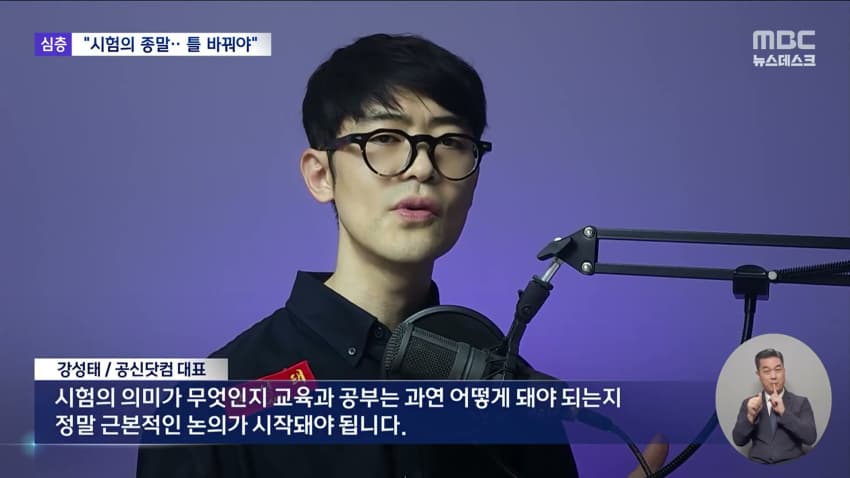 심층 "시험의 종말‥ 틀 바꿔야"
MBC
뉴스데스크
강성태 / 공신닷컴 대표
시험의 의미가 무엇인지 교육과 공부는 과연 어떻게 돼야 되는지
정말 근본적인 논의가 시작돼야 됩니다.